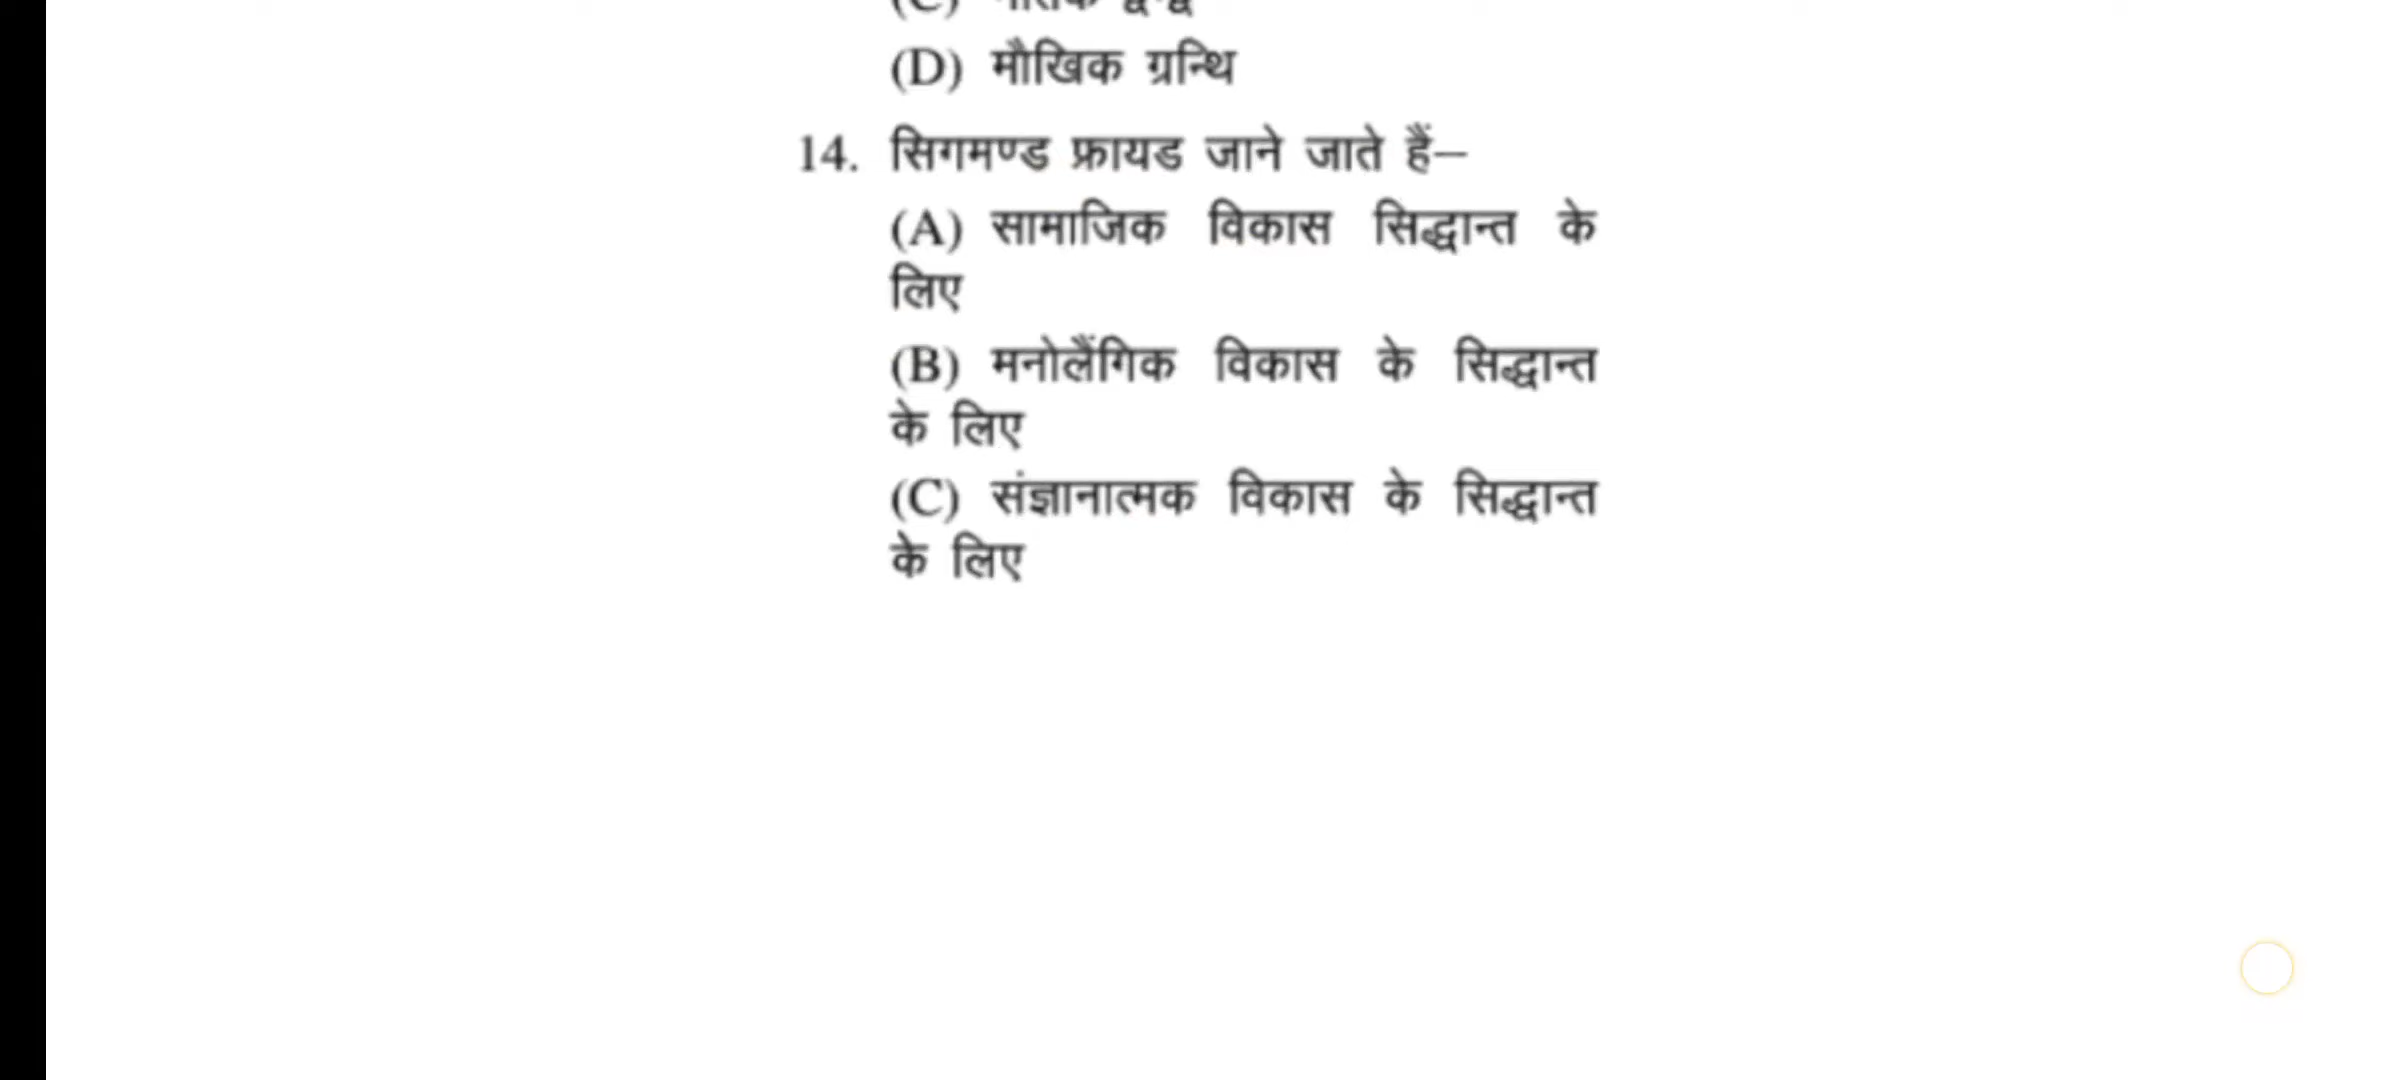 (D) मौखिक ग्रन्थि
14. सिगमण्ड फ्रायड जाने जाते हैं–
(A) सामाजिक विकास सिद्धान्त के
लिए
(B) मनोलैंगिक विकास के सिद्धान्त
के लिए
(C) संज्ञानात्मक विकास के सिद्धान्त
के लिए